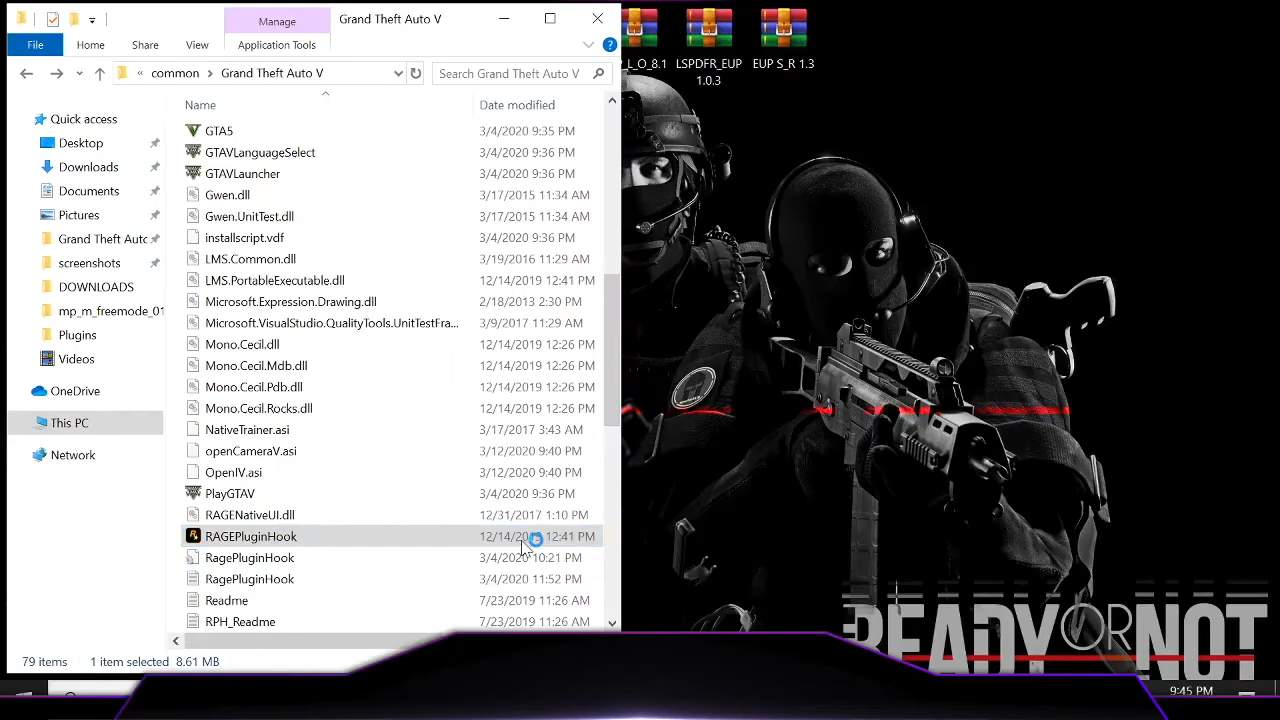 Manage
Grand Theft Auto V
File
Home
Share
View
Application Tools
« common › Grand Theft Auto V
Search Grand Theft Auto V
Name
Date modified
Quick access
Desktop
Downloads
Documents
Pictures
Grand Theft Auto
screenshots
DOWNLOADS
mp_m_freemode_01
Plugins
Videos
OneDrive
This PC
Network
GTA5 3/4/2020 9:35 PM
GTAVLanguageSelect 3/4/2020 9:36 PM
GTAVLauncher 3/4/2020 9:36 PM
Gwen.dll 3/17/2015 11:34 AM
Gwen.UnitTest.dll 3/17/2015 11:34 AM
installscript.vdf 3/4/2020 9:36 PM
LMS.Common.dll 3/19/2016 11:29 AM
LMS.PortableExecutable.dll 12/14/2019 12:41 PM
Microsoft.Expression.Drawing.dll 2/18/2013 2:30 PM
Microsoft.VisualStudio.QualityTools.UnitTestFra... 3/9/2017 11:29 AM
Mono.Cecil.dll 12/14/2019 12:26 PM
Mono.Cecil.Mdb.dll 12/14/2019 12:26 PM
Mono.Cecil.Pdb.dll 12/14/2019 12:26 PM
Mono.Cecil.Rocks.dll 12/14/2019 12:26 PM
NativeTrainer.asi 3/17/2017 3:43 AM
openCameraV.asi 3/12/2020 9:40 PM
OpenIV.asi 3/12/2020 9:40 PM
PlayGTAV 3/4/2020 9:36 PM
RAGENativeUI.dll 12/31/2017 1:10 PM
RAGEPluginHook 12:41 PM
RagePluginHook 3/4/2020 10:21 PM
RagePluginHook 3/4/2020 11:52 PM
Readme 7/23/2019 11:26 AM
RPH_Readme 7/23/2019 11:26 AM
79 items
1 item selected 8.61 MB
L_O_8.1
LSPDFR_EUP
1.0.3
EUP S_R 1.3
READY OR NOT
9:45 PM